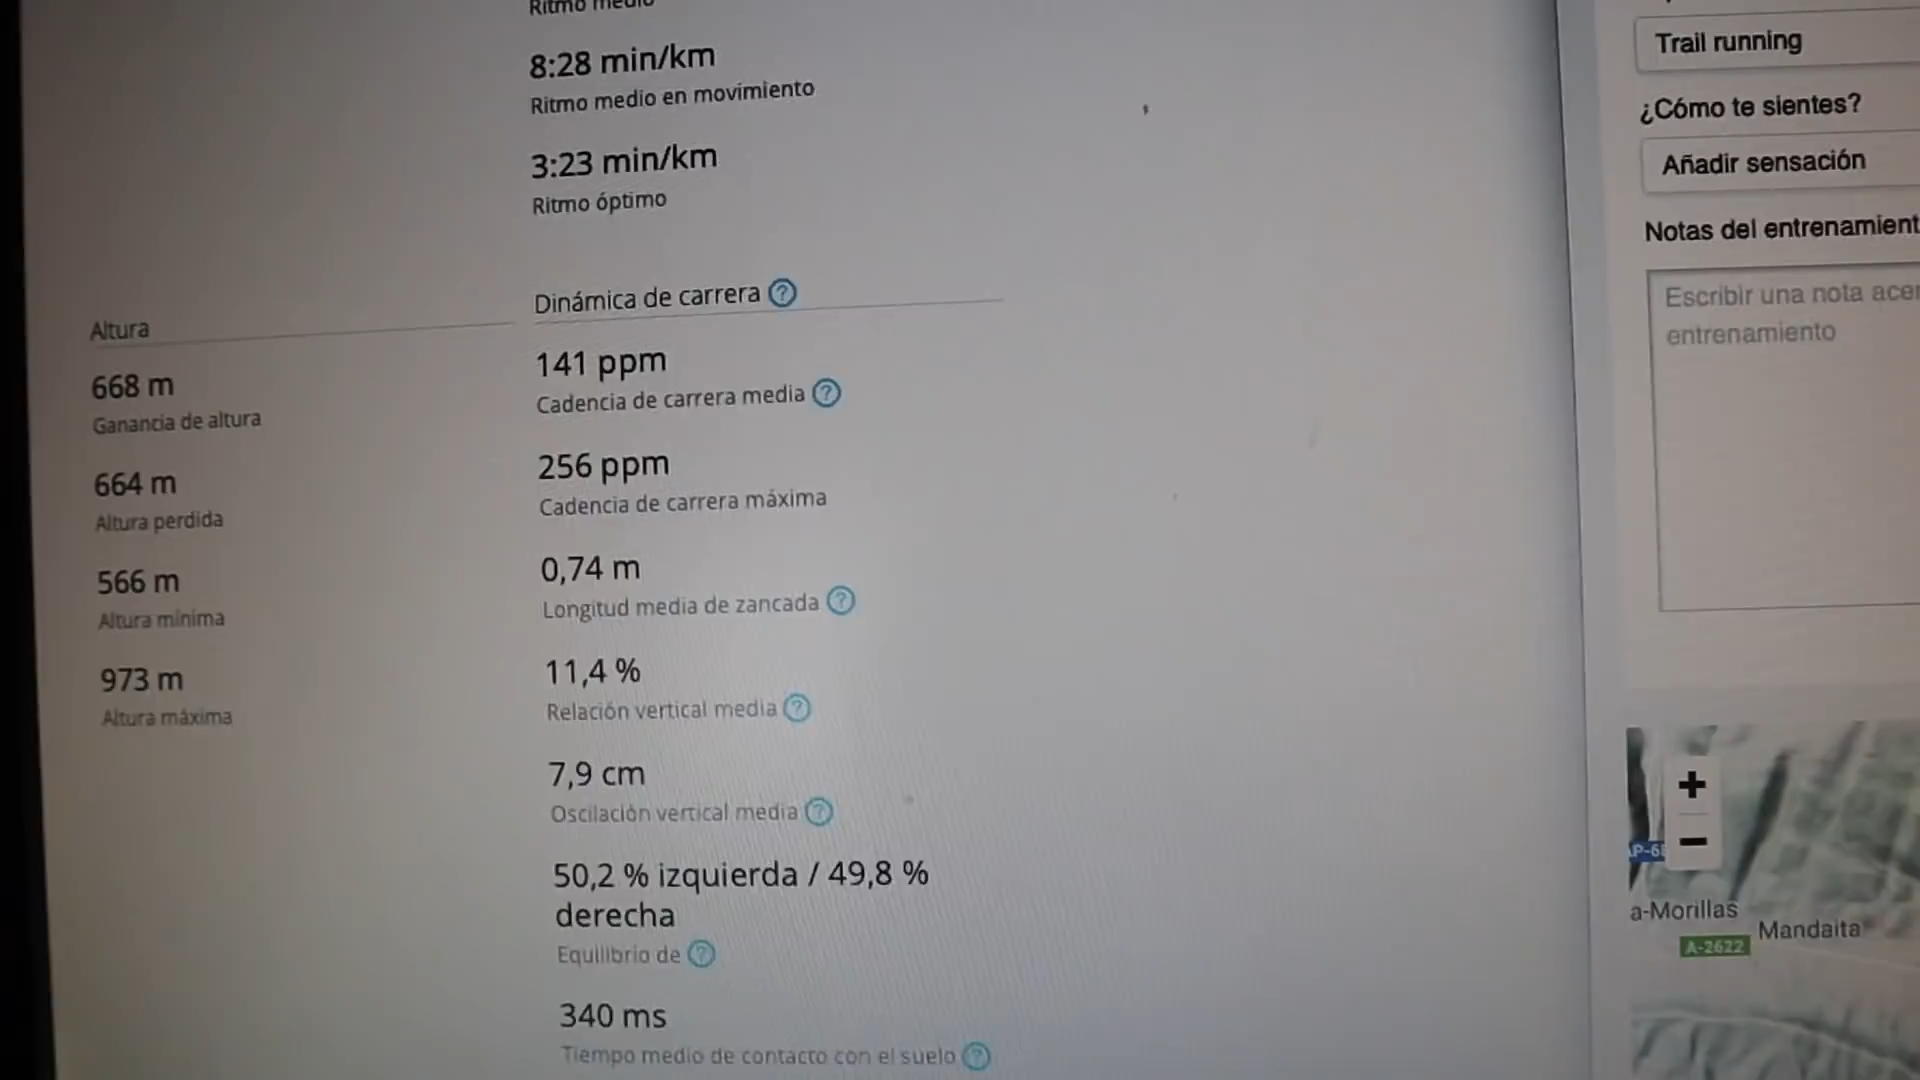 Ritmo medio
8:28 min/km
Ritmo medio en movimiento
3:23 min/km
Ritmo óptimo
Altura
668 m
Ganancia de altura
664 m
Altura perdida
566 m
Altura mínima
973 m
Altura máxima
Dinámica de carrera ?
141 ppm
Cadencia de carrera media ?
256 ppm
Cadencia de carrera máxima
0,74 m
Longitud media de zancada ?
11,4 %
Relación vertical media ?
7,9 cm
Oscilación vertical media ?
50,2 % izquierda / 49,8 %
derecha
Equilibrio de ?
340 ms
Tiempo medio de contacto con el suelo ?
Trail running
¿Cómo te sientes?
Añadir sensación
Notas del entrenamient
Escribir una nota acer
entrenamiento
+
−
AP-68
a-Morillas
Mandaita
A-2622